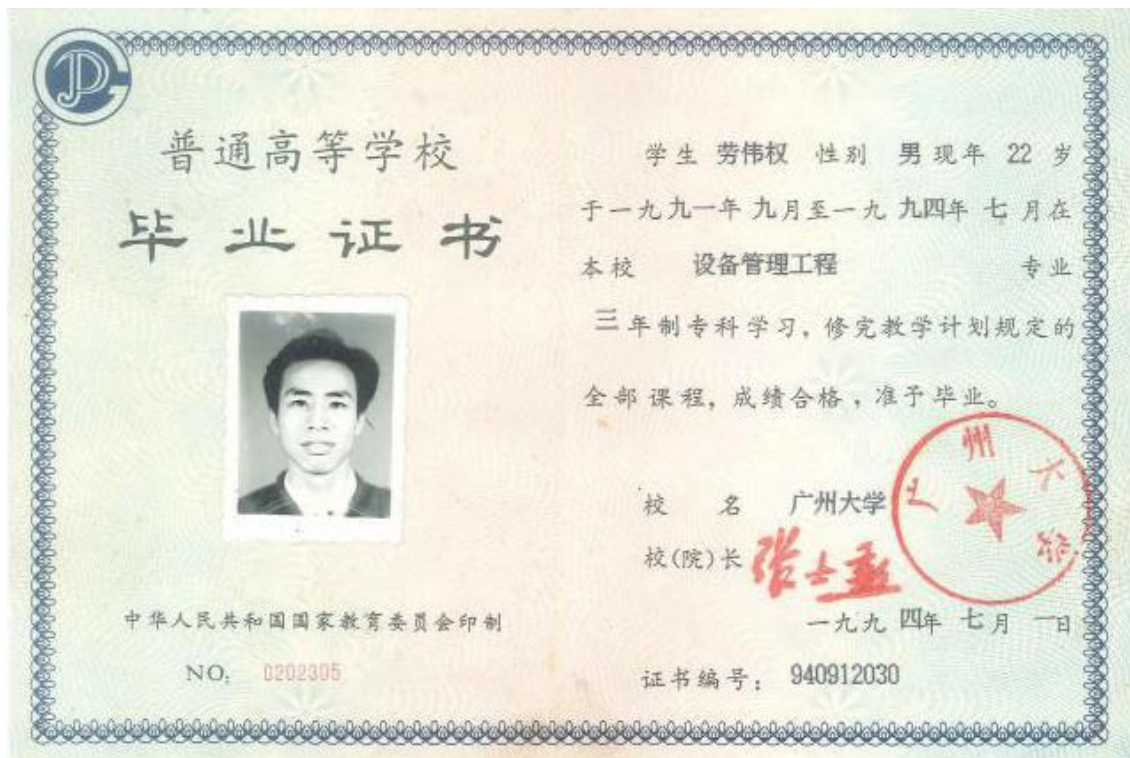 普通高等学校
毕业证书
中华人民共和国国家教育委员会印制
NO: 0202305
学生 劳伟权 性别 男 现年 22 岁
于一九九一年九月至一九九四年七月在
本校 设备管理工程 专业
三年制专科学习，修完教学计划规定的
全部课程，成绩合格，准予毕业。
校 名 广州大学
校(院)长
一九九四年七月一日
证书编号: 940912030
广州大学